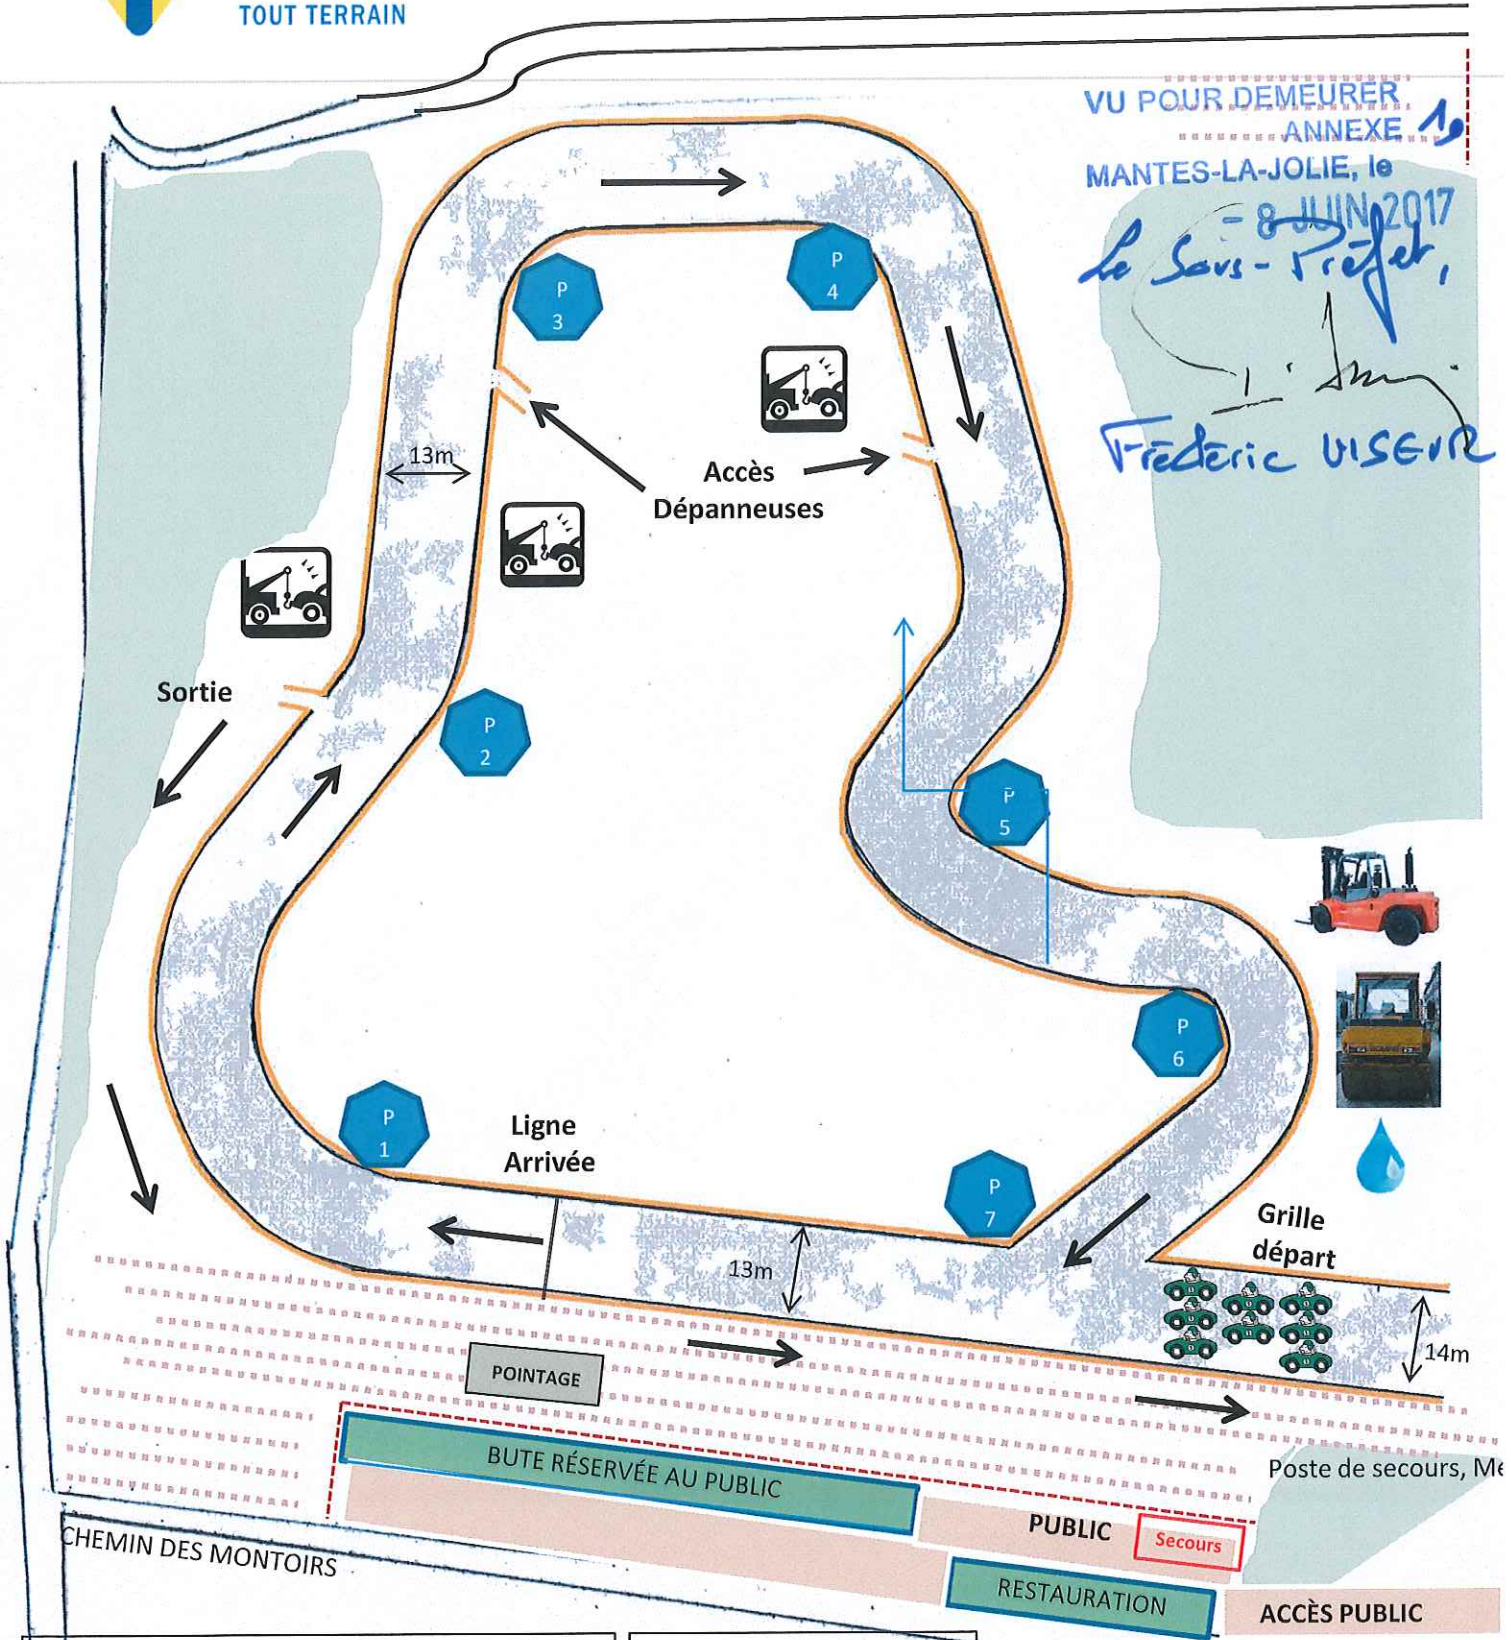 TOUT TERRAIN
VU POUR DEMEURER
ANNEXE 19
MANTES-LA-JOLIE, le
- 8 JUIN 2017
Le Sous-Préfet,
Frédéric VISEUR
P
3
P
4
13m
Accès
Dépanneuses
Sortie
P
2
P
5
P
6
P
1
Ligne
Arrivée
P
7
Grille
départ
13m
14m
POINTAGE
BUTE RÉSERVÉE AU PUBLIC
Poste de secours, Mé
PUBLIC
Secours
CHEMIN DES MONTOIRS
RESTAURATION
ACCÈS PUBLIC